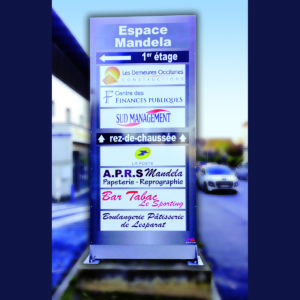 Espace
Mandela
1er étage
Les Demeures Occitanes
CONSTRUCTIONS
Centre des
FINANCES PUBLIQUES
SUD MANAGEMENT
rez-de-chaussée
LA POSTE
A.P.R.S Mandela
Papeterie - Reprographie
Bar Tabac
Le Sporting
Boulangerie Pâtisserie
de Lesparat